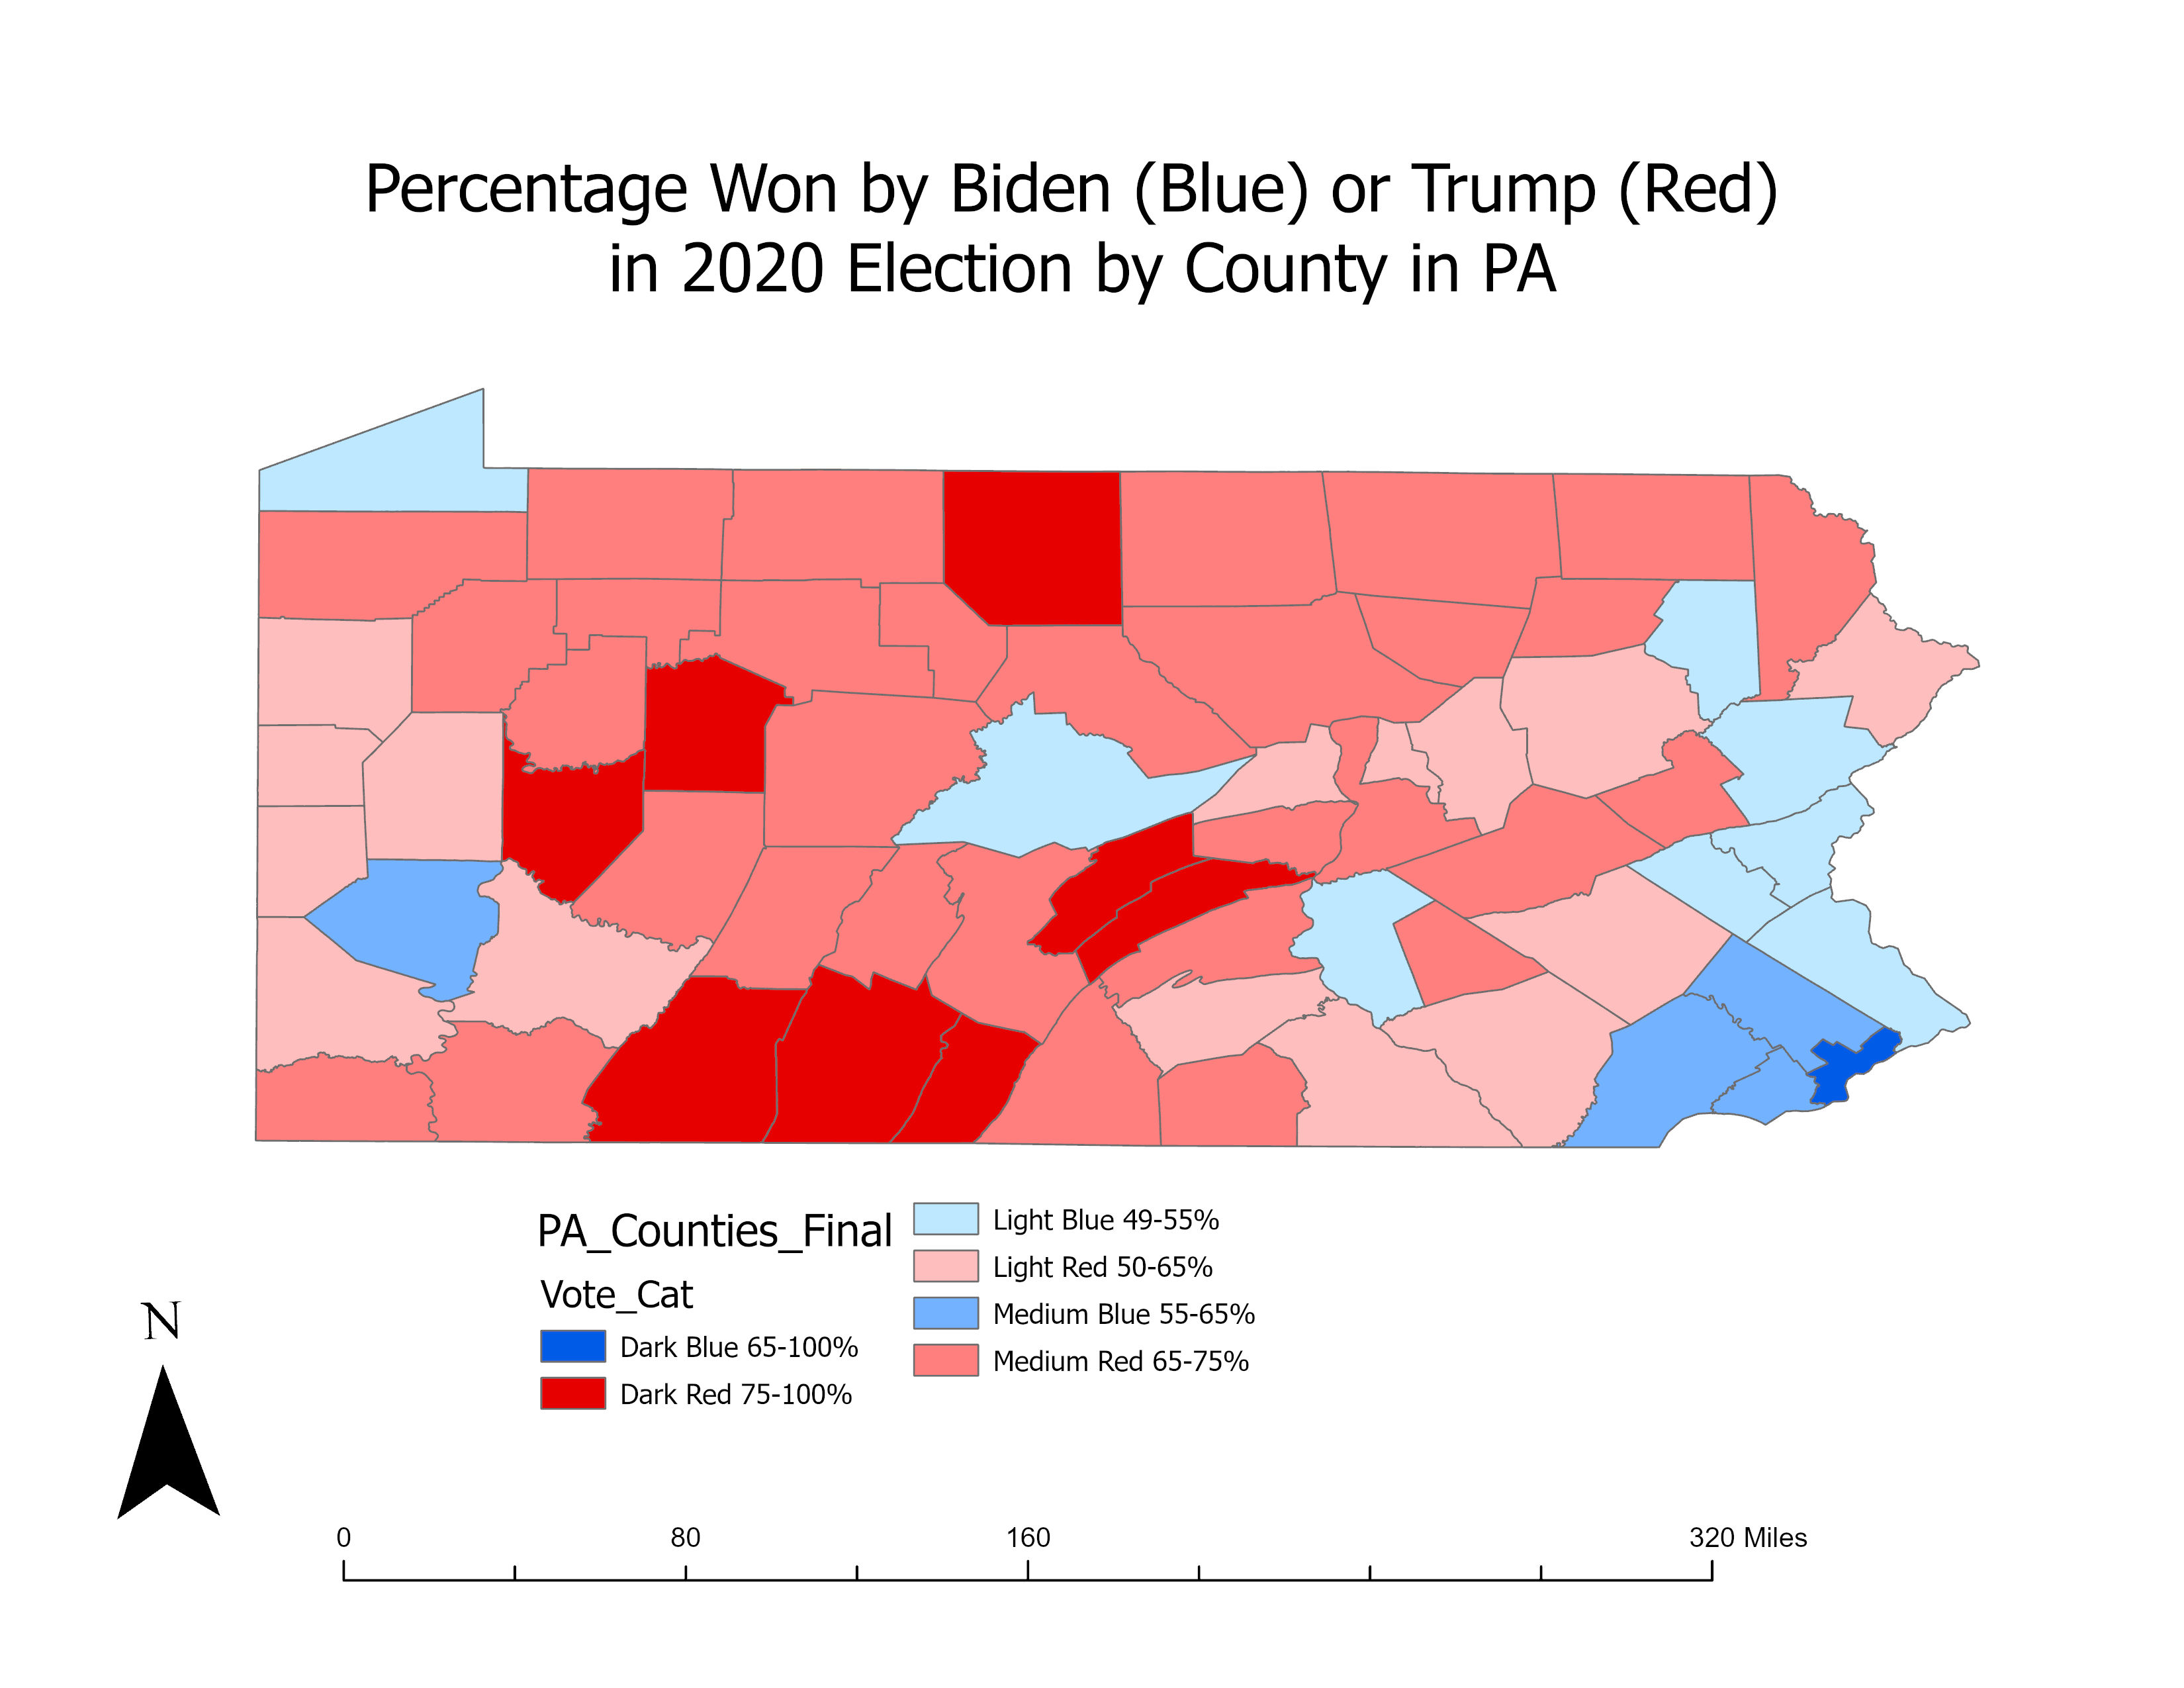 Percentage Won by Biden (Blue) or Trump (Red)
in 2020 Election by County in PA
PA_Counties_Final
Vote_Cat
Dark Blue 65-100%
Dark Red 75-100%
Light Blue 49-55%
Light Red 50-65%
Medium Blue 55-65%
Medium Red 65-75%
N
0 80 160 320 Miles